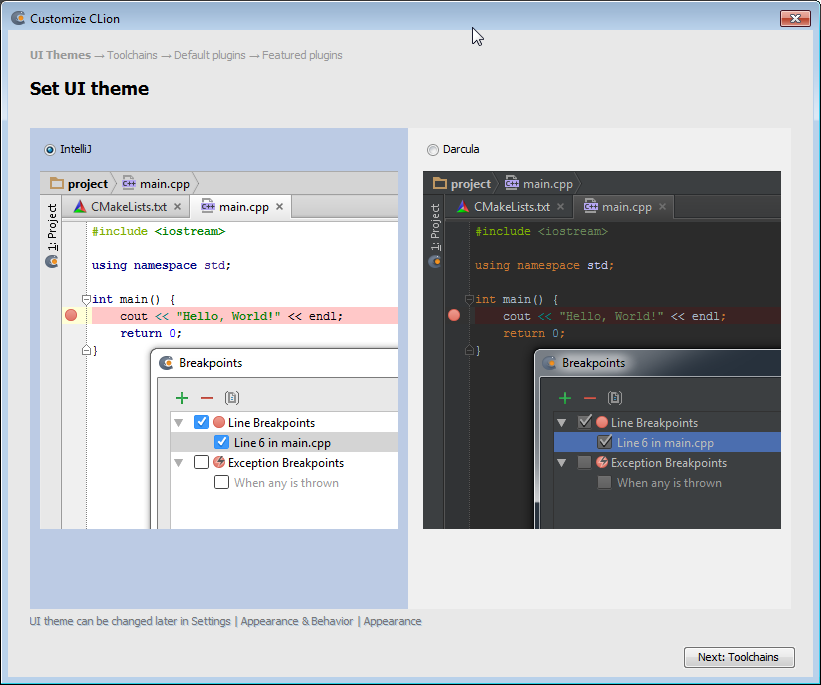 Customize CLion
UI Themes → Toolchains → Default plugins → Featured plugins
Set UI theme
IntelliJ
project main.cpp
CMakeLists.txt main.cpp
1: Project
#include <iostream>
using namespace std;
int main() {
cout << "Hello, World!" << endl;
return 0;
}
Breakpoints
Line Breakpoints
Line 6 in main.cpp
Exception Breakpoints
When any is thrown
Darcula
project main.cpp
CMakeLists.txt main.cpp
1: Project
#include <iostream>
using namespace std;
int main() {
cout << "Hello, World!" << endl;
return 0;
}
Breakpoints
Line Breakpoints
Line 6 in main.cpp
Exception Breakpoints
When any is thrown
UI theme can be changed later in Settings | Appearance & Behavior | Appearance
Next: Toolchains